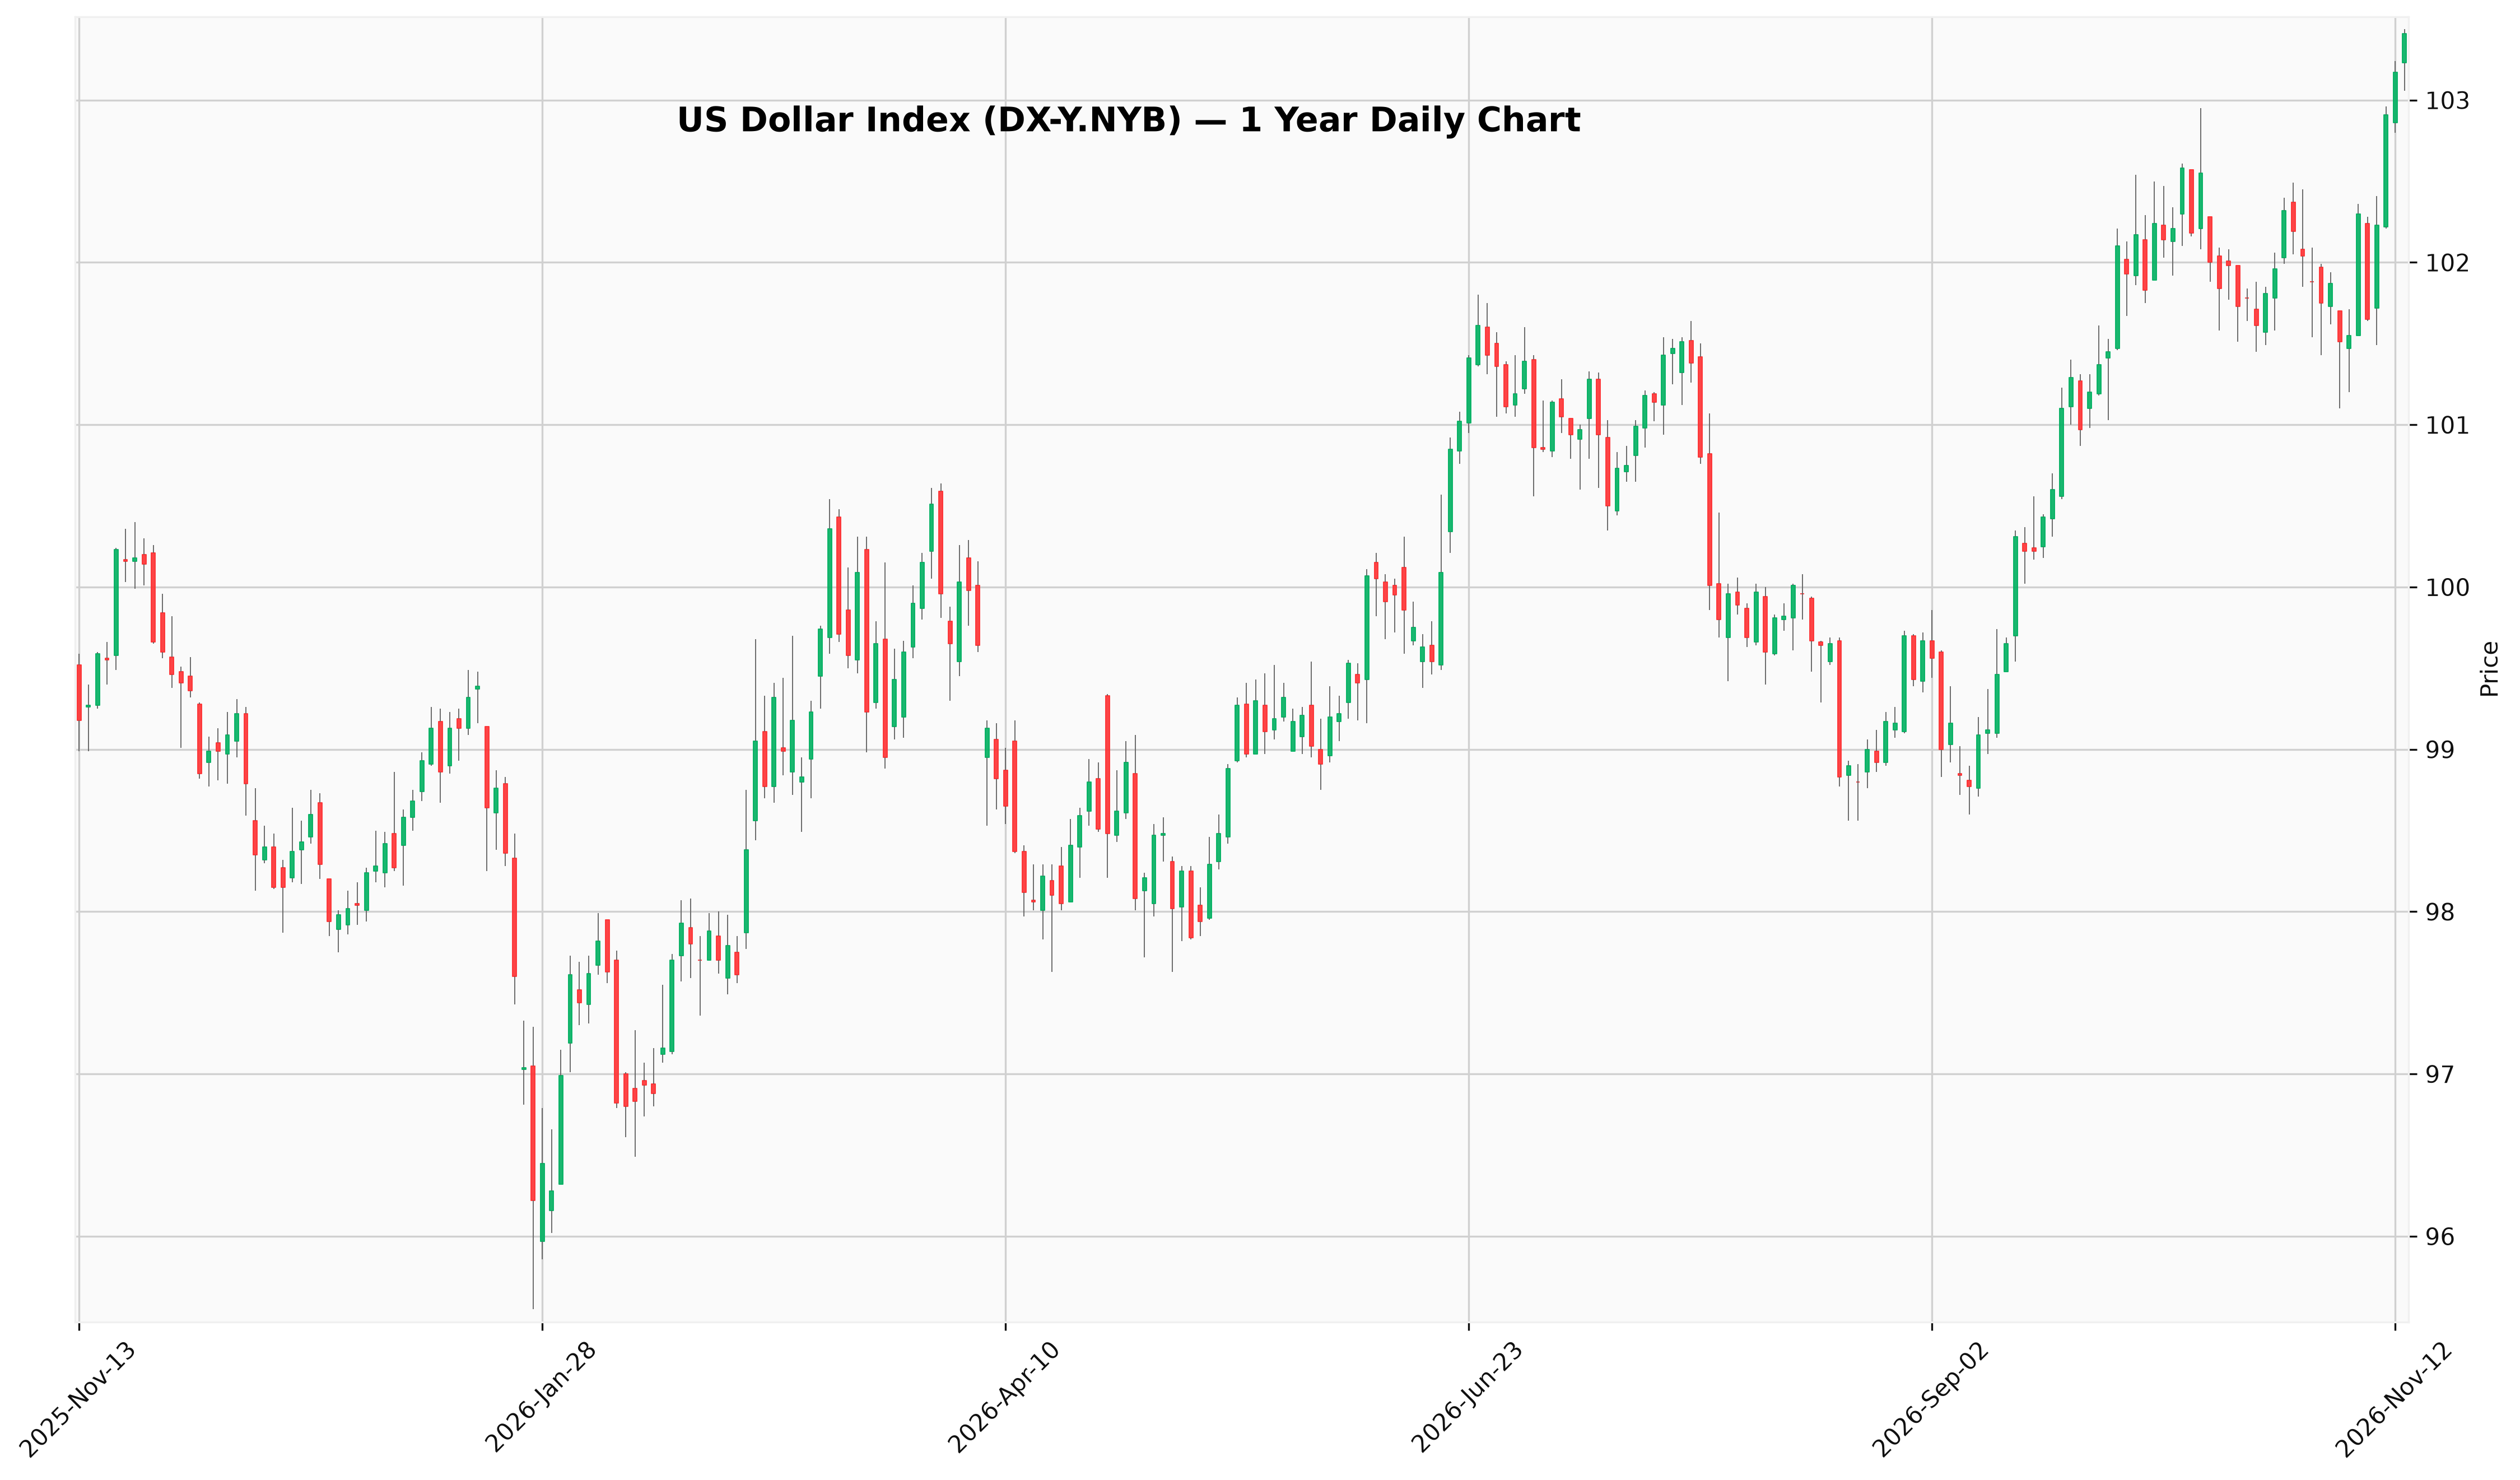 US Dollar Index (DX-Y.NYB) — 1 Year Daily Chart
103
102
101
100
99
98
97
96
Price
2025-Nov-13
2026-Jan-28
2026-Apr-10
2026-Jun-23
2026-Sep-02
2026-Nov-12